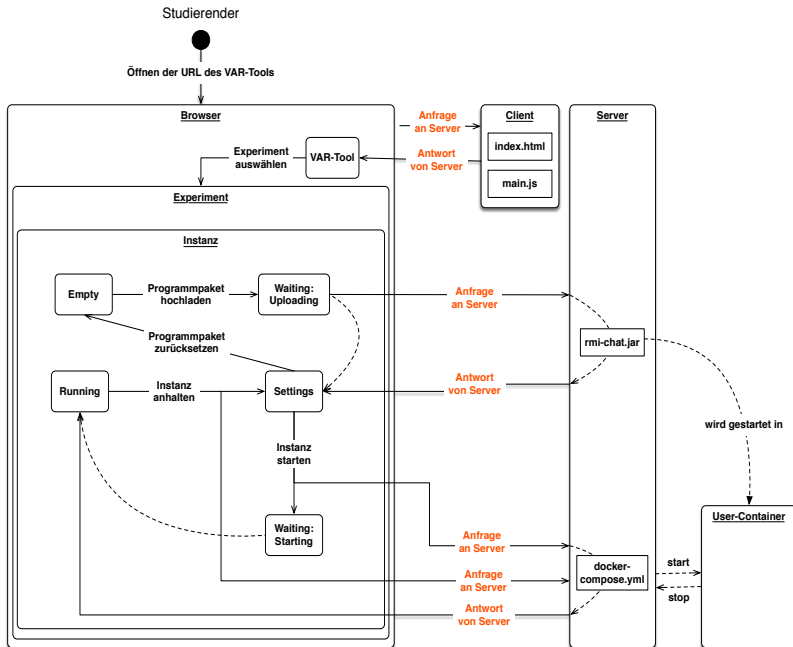 Studierender
Öffnen der URL des VAR-Tools
Browser
Anfrage
an Server
Client
Server
index.html
Experiment
auswählen
VAR-Tool
Antwort
von Server
main.js
Experiment
Instanz
Empty
Programmpaket
hochladen
Waiting:
Uploading
Anfrage
an Server
Programmpaket
zurücksetzen
rmi-chat.jar
Running
Instanz
anhalten
Settings
Antwort
von Server
wird gestartet in
Instanz
starten
User-Container
Waiting:
Starting
Anfrage
an Server
docker-
compose.yml
start
Anfrage
an Server
stop
Antwort
von Server